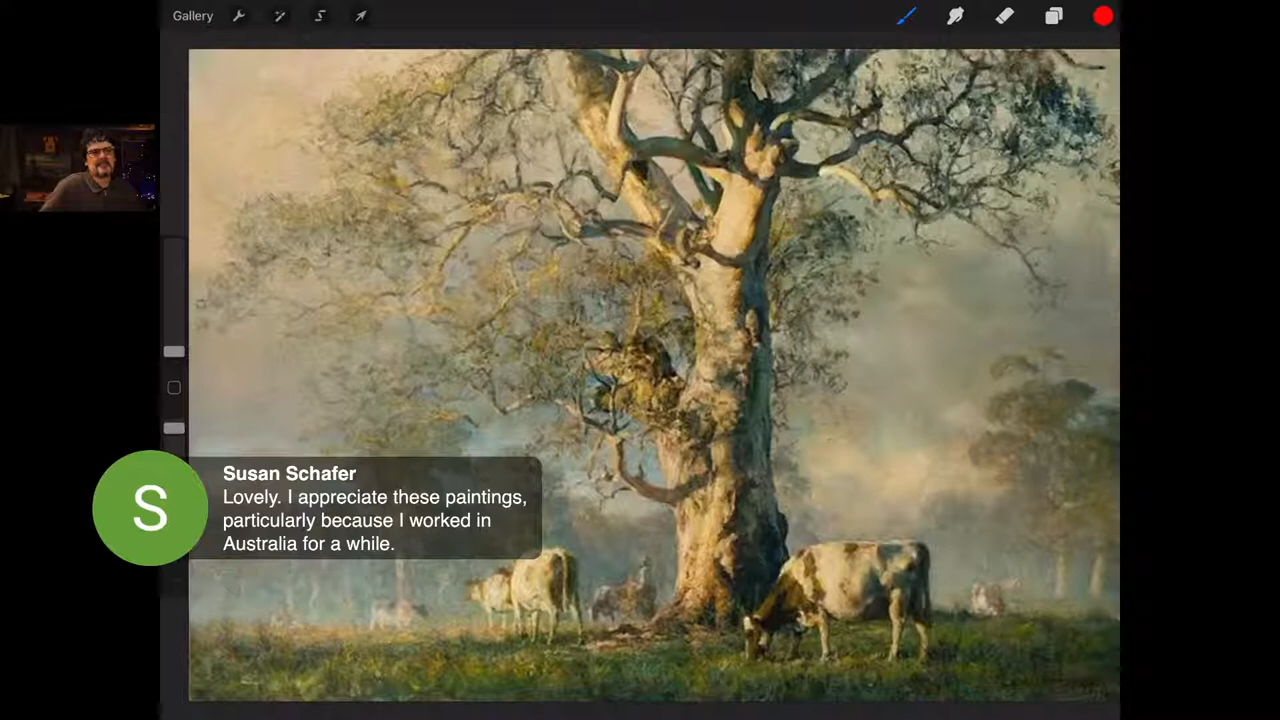 Gallery
S
Susan Schafer
Lovely. I appreciate these paintings,
particularly because I worked in
Australia for a while.